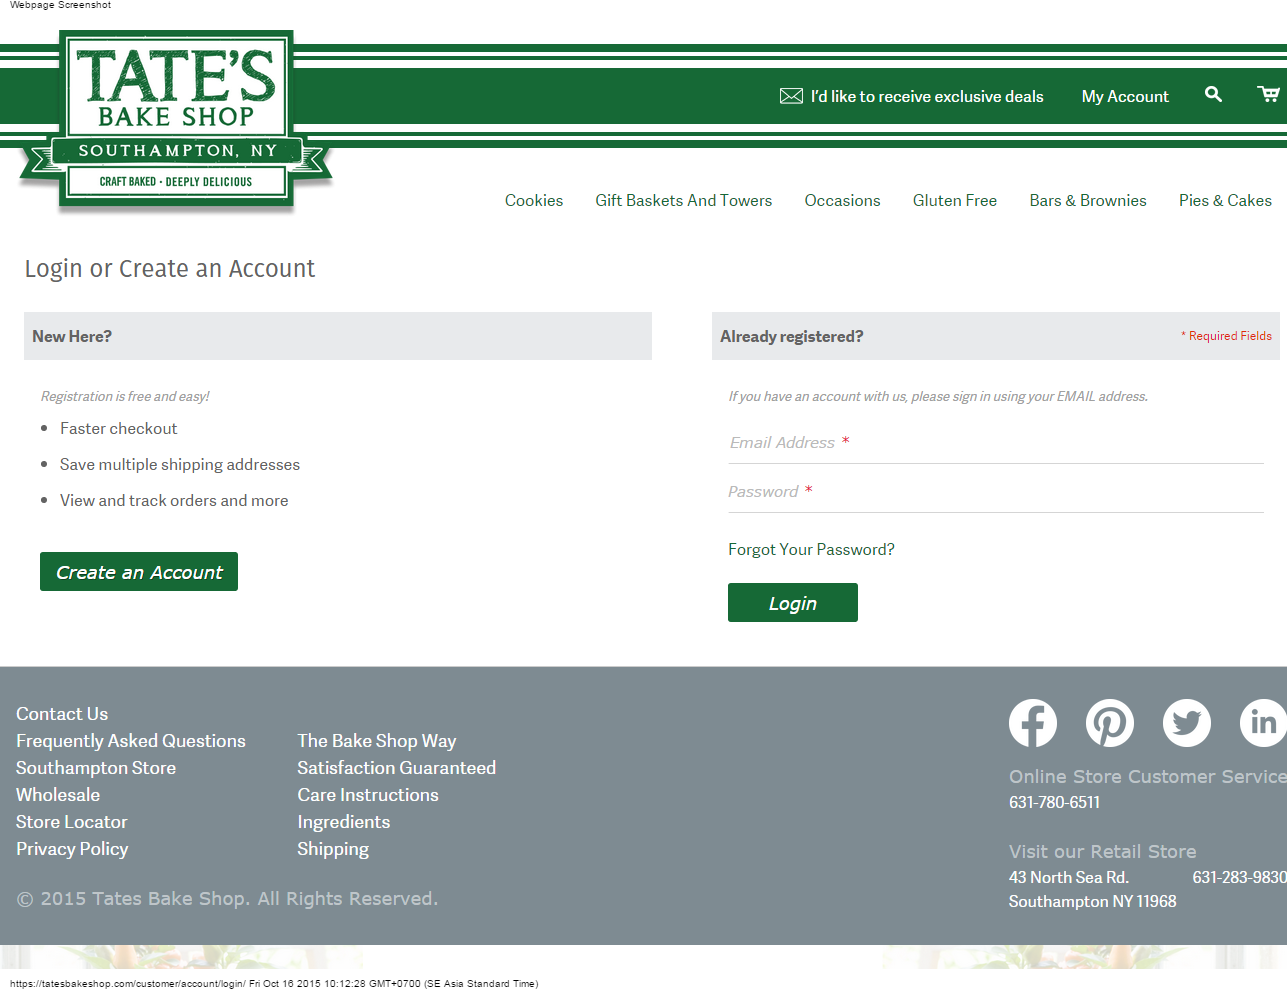 Webpage Screenshot
TATE'S
BAKE SHOP
SOUTHAMPTON, NY
CRAFT BAKED • DEEPLY DELICIOUS
I'd like to receive exclusive deals
My Account
Cookies
Gift Baskets And Towers
Occasions
Gluten Free
Bars & Brownies
Pies & Cakes
Login or Create an Account
New Here?
Registration is free and easy!
• Faster checkout
• Save multiple shipping addresses
• View and track orders and more
Create an Account
Already registered?
* Required Fields
If you have an account with us, please sign in using your EMAIL address.
Email Address *
Password *
Forgot Your Password?
Login
Contact Us
Frequently Asked Questions
Southampton Store
Wholesale
Store Locator
Privacy Policy
The Bake Shop Way
Satisfaction Guaranteed
Care Instructions
Ingredients
Shipping
© 2015 Tates Bake Shop. All Rights Reserved.
Online Store Customer Service
631-780-6511
Visit our Retail Store
43 North Sea Rd. 631-283-9830
Southampton NY 11968
https://tatesbakeshop.com/customer/account/login/ Fri Oct 16 2015 10:12:28 GMT+0700 (SE Asia Standard Time)